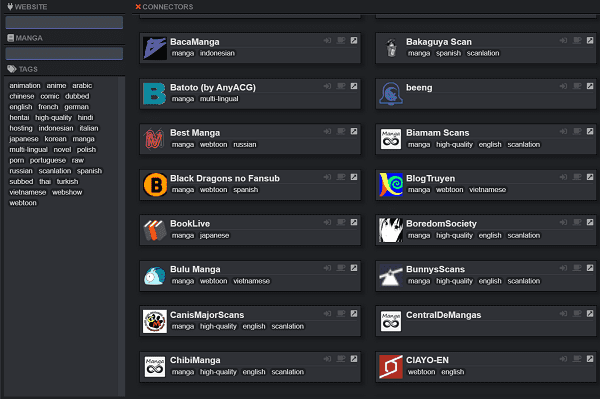 WEBSITE
MANGA
TAGS
animation anime arabic
chinese comic dubbed
english french german
hentai high-quality hindi
hosting indonesian italian
japanese korean manga
multi-lingual novel polish
porn portuguese raw
russian scanlation spanish
subbed thai turkish
vietnamese webshow
webtoon
CONNECTORS
BacaManga
manga indonesian
Bakaguya Scan
manga spanish scanlation
Batoto (by AnyACG)
manga multi-lingual
beeng
Best Manga
manga webtoon russian
Manga
Biamam Scans
manga high-quality english scanlation
B
Black Dragons no Fansub
manga webtoon spanish
BlogTruyen
manga webtoon vietnamese
BookLive
manga japanese
BoredomSociety
manga high-quality english scanlation
Bulu Manga
manga webtoon vietnamese
BunnysScans
manga high-quality english scanlation
CanisMajorScans
manga high-quality english scanlation
Manga
CentralDeMangas
Manga
ChibiManga
manga high-quality english scanlation
CIAYO-EN
webtoon english